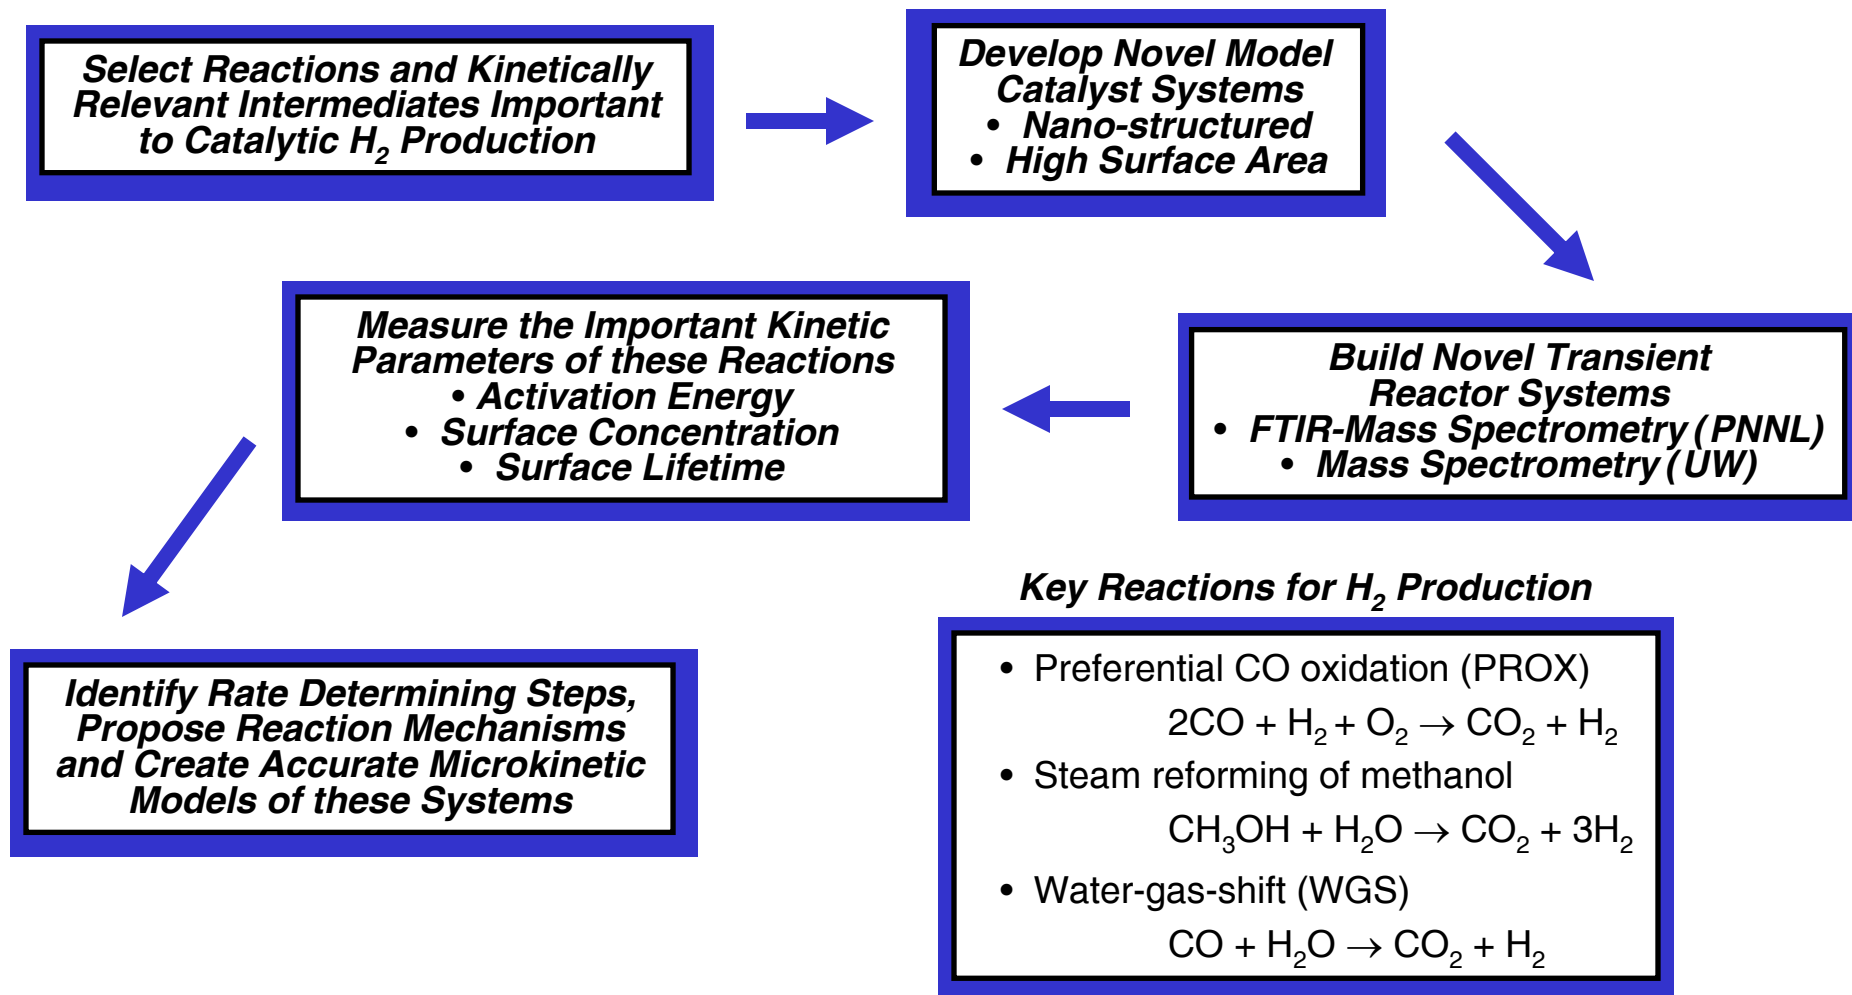 Select Reactions and Kinetically
Relevant Intermediates Important
to Catalytic H₂ Production
Develop Novel Model
Catalyst Systems
• Nano-structured
• High Surface Area
Build Novel Transient
Reactor Systems
• FTIR-Mass Spectrometry (PNNL)
• Mass Spectrometry (UW)
Measure the Important Kinetic
Parameters of these Reactions
• Activation Energy
• Surface Concentration
• Surface Lifetime
Identify Rate Determining Steps,
Propose Reaction Mechanisms
and Create Accurate Microkinetic
Models of these Systems
Key Reactions for H₂ Production
• Preferential CO oxidation (PROX)
2CO + H₂ + O₂ → CO₂ + H₂
• Steam reforming of methanol
CH₃OH + H₂O → CO₂ + 3H₂
• Water-gas-shift (WGS)
CO + H₂O → CO₂ + H₂